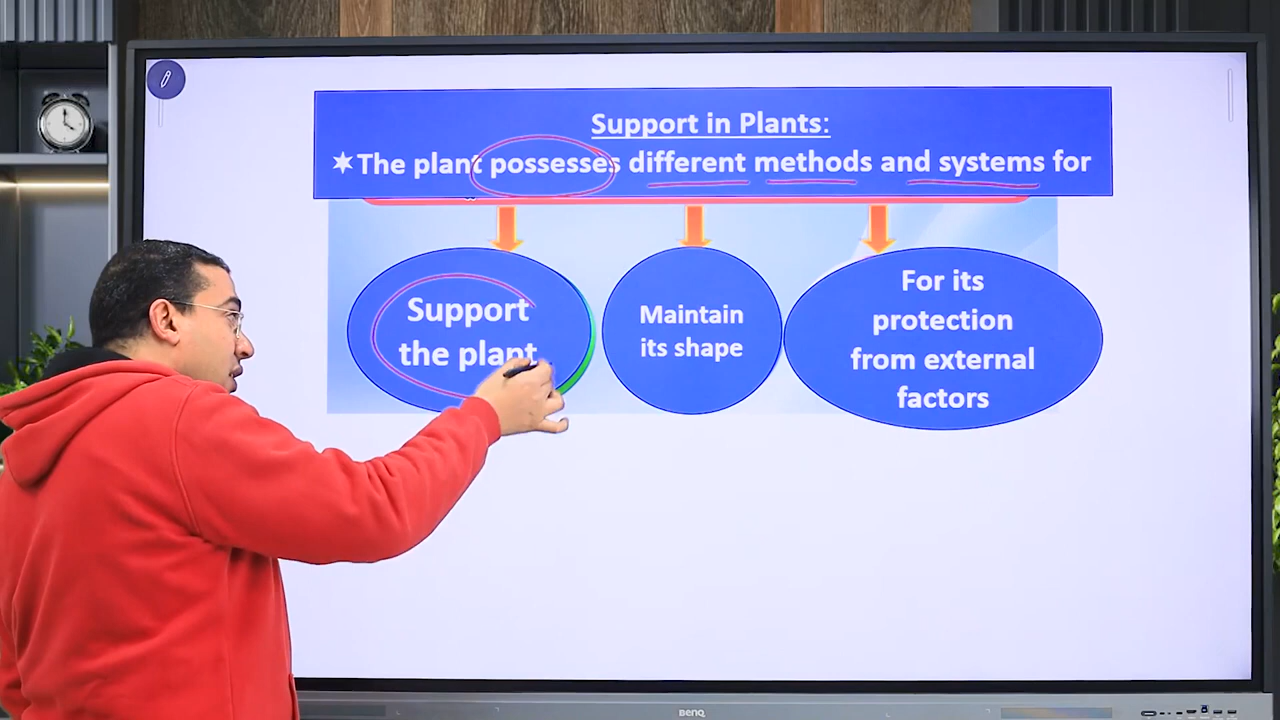 Support in Plants:
✶The plant possesses different methods and systems for
Support
the plant
Maintain
its shape
For its
protection
from external
factors
BenQ